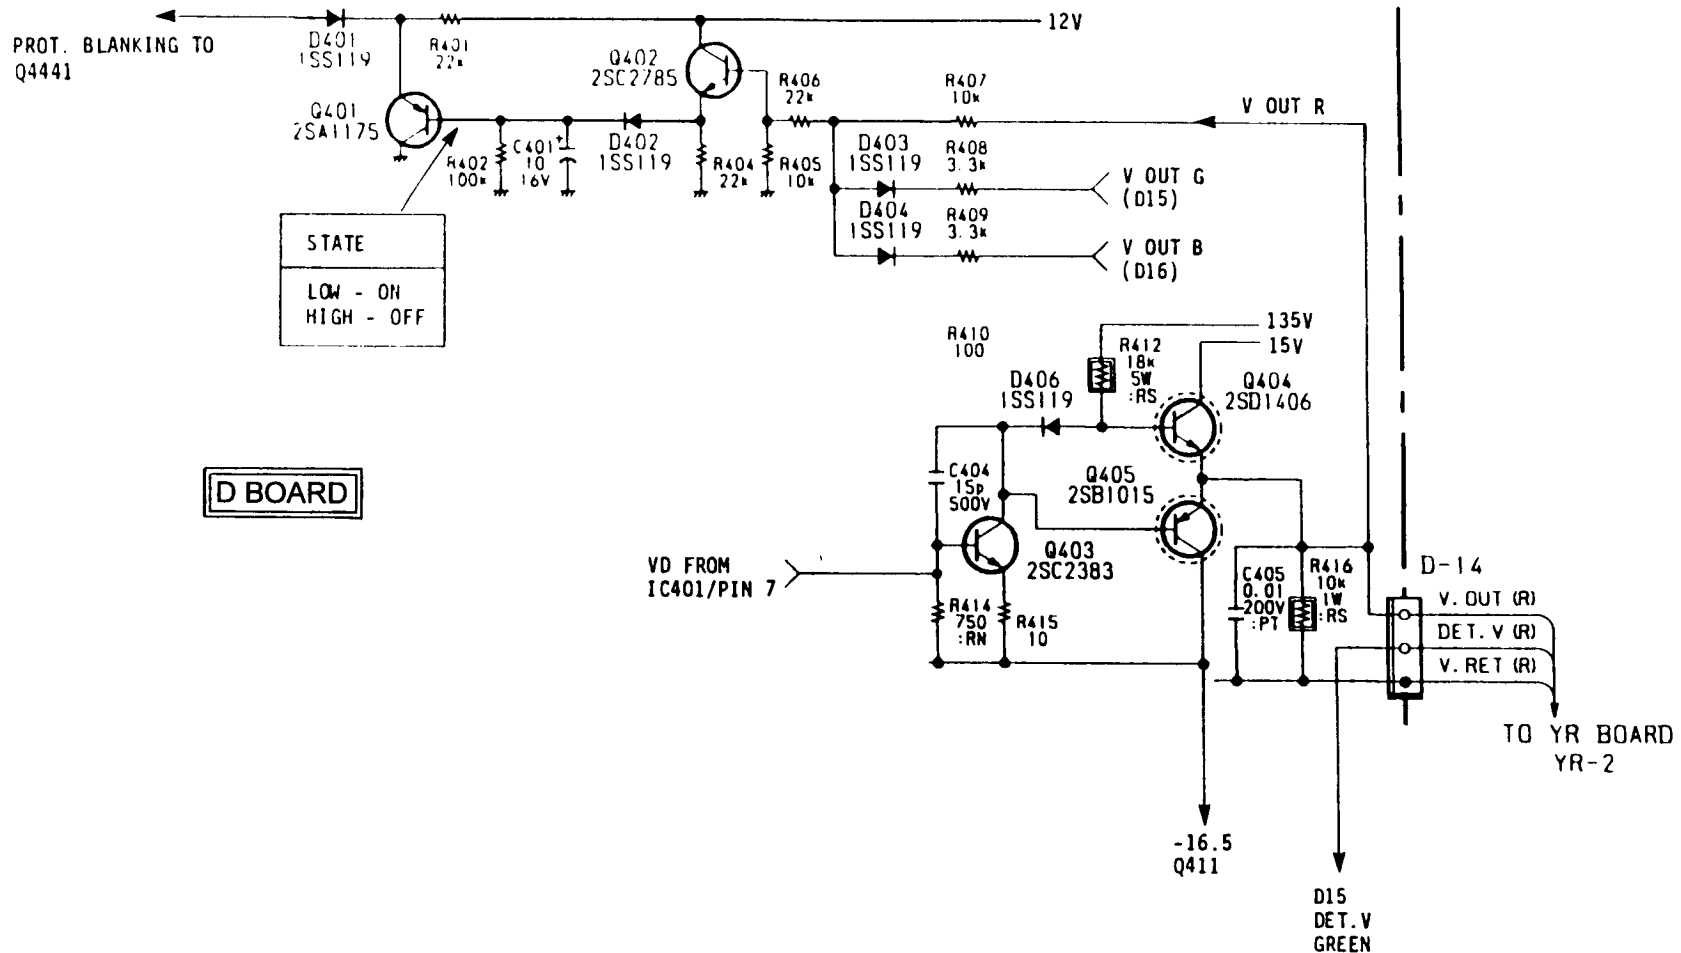 12V
PROT. BLANKING TO
Q4441
D401
1SS119
R401
22k
Q402
2SC2785
Q401
2SA1175
R402
100k
C401
+
10
16V
D402
1SS119
R404
22k
R405
10k
R406
22k
R407
10k
V OUT R
D403
1SS119
R408
3.3k
V OUT G
(D15)
D404
1SS119
R409
3.3k
V OUT B
(D16)
STATE
LOW - ON
HIGH - OFF
135V
15V
R410
100
R412
18k
5W
:RS
D406
1SS119
Q404
2SD1406
D BOARD
C404
15p
500V
Q405
2SB1015
Q403
2SC2383
VD FROM
IC401/PIN 7
R414
750
:RN
R415
10
C405
0.01
200V
:PT
R416
10k
1W
:RS
D-14
V.OUT (R)
DET.V (R)
V.RET (R)
TO YR BOARD
YR-2
-16.5
Q411
D15
DET.V
GREEN